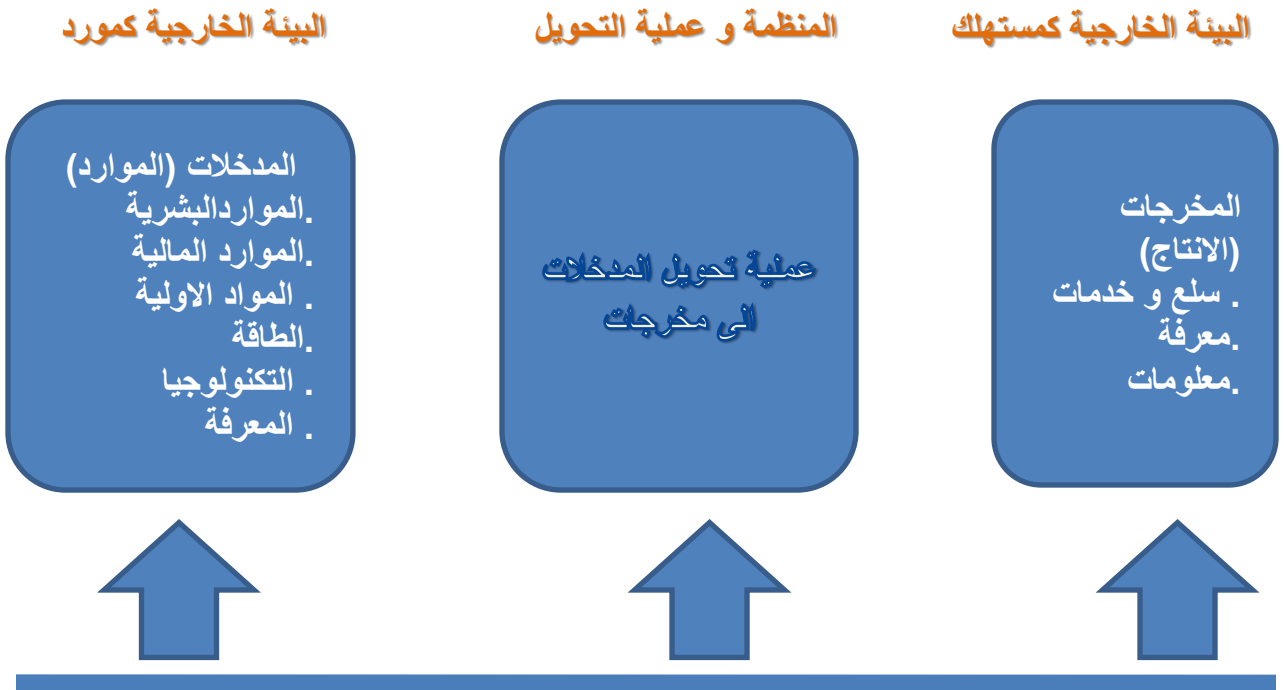 البيئة الخارجية كمستهلك
المنظمة و عملية التحويل
البيئة الخارجية كمورد
المدخلات (الموارد)
.المواردالبشرية
.الموارد المالية
. المواد الاولية
.الطاقة
. التكنولوجيا
. المعرفة
عملية تحويل المدخلات
الى مخرجات
المخرجات
(الانتاج)
. سلع و خدمات
.معرفة
.معلومات